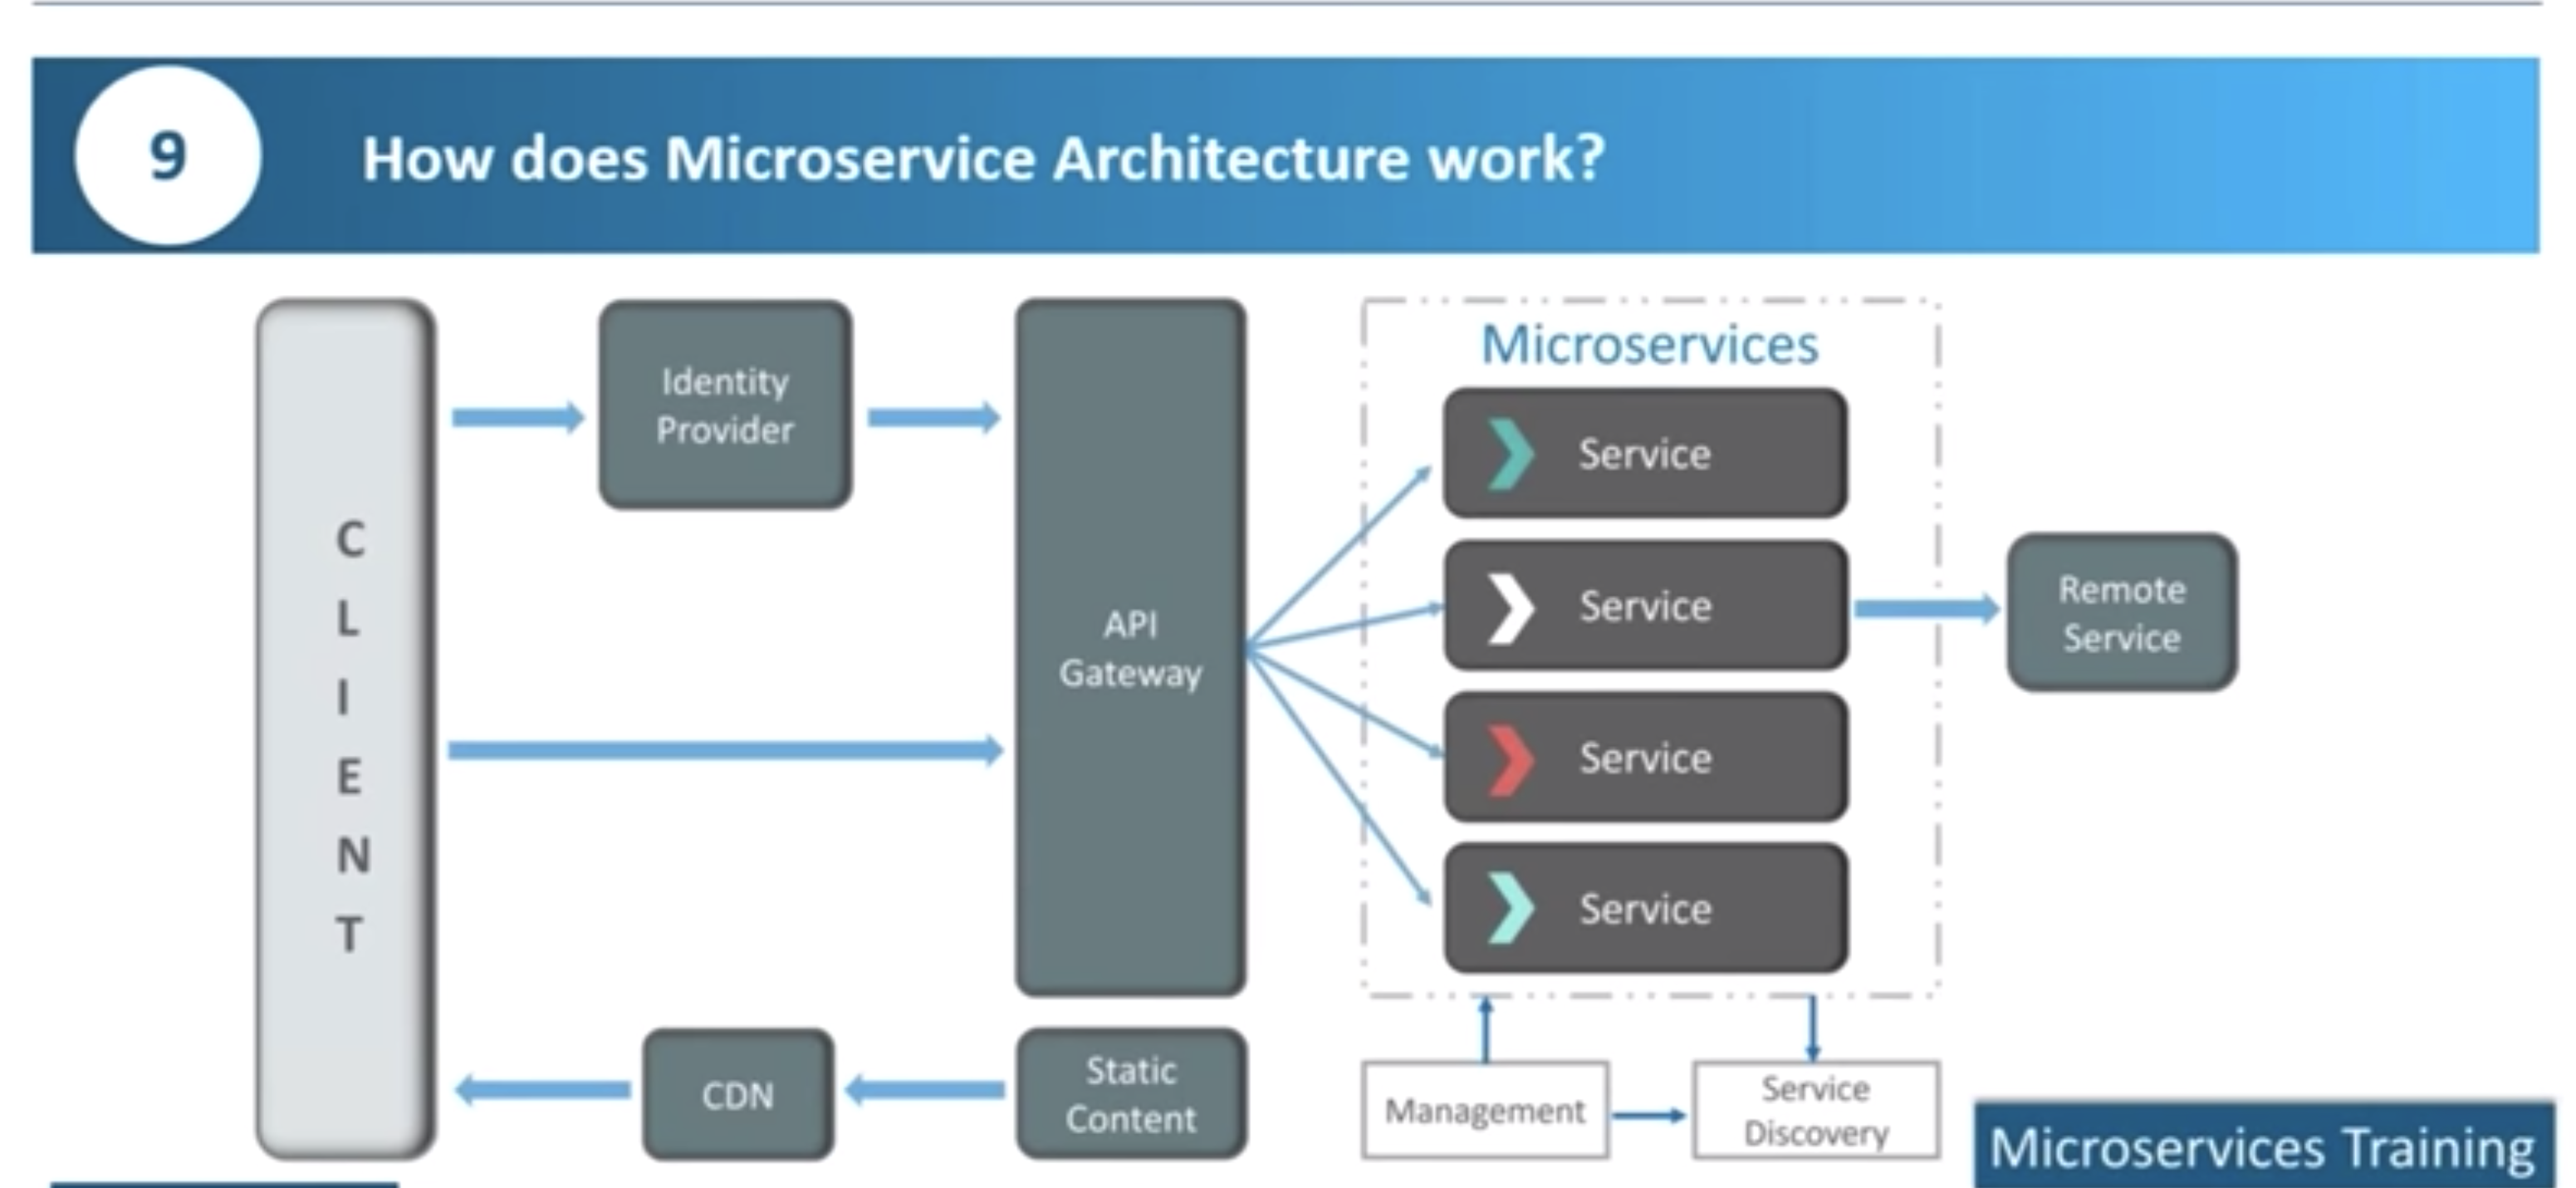 9
How does Microservice Architecture work?
CLIENT
Identity
Provider
API
Gateway
Microservices
Service
Service
Service
Service
Remote
Service
CDN
Static
Content
Management
Service
Discovery
Microservices Training